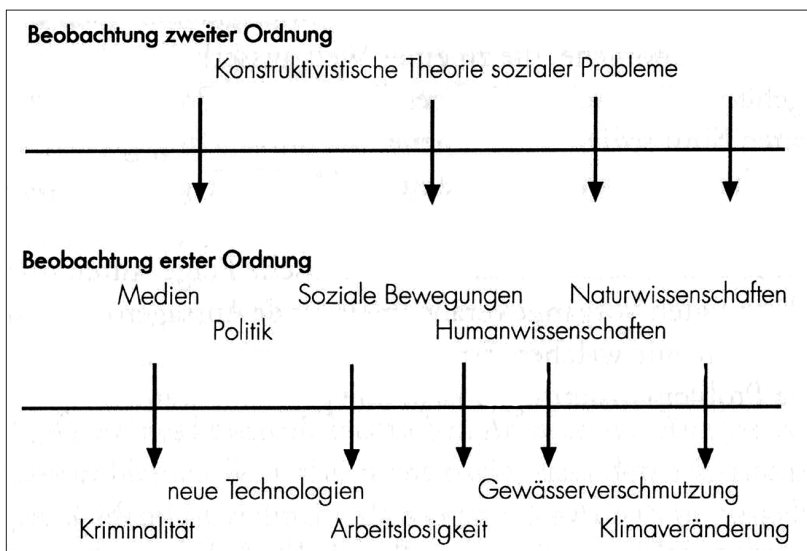 Beobachtung zweiter Ordnung
Konstruktivistische Theorie sozialer Probleme
Beobachtung erster Ordnung
Medien Soziale Bewegungen Naturwissenschaften
Politik Humanwissenschaften
neue Technologien Gewässerverschmutzung
Kriminalität Arbeitslosigkeit Klimaveränderung